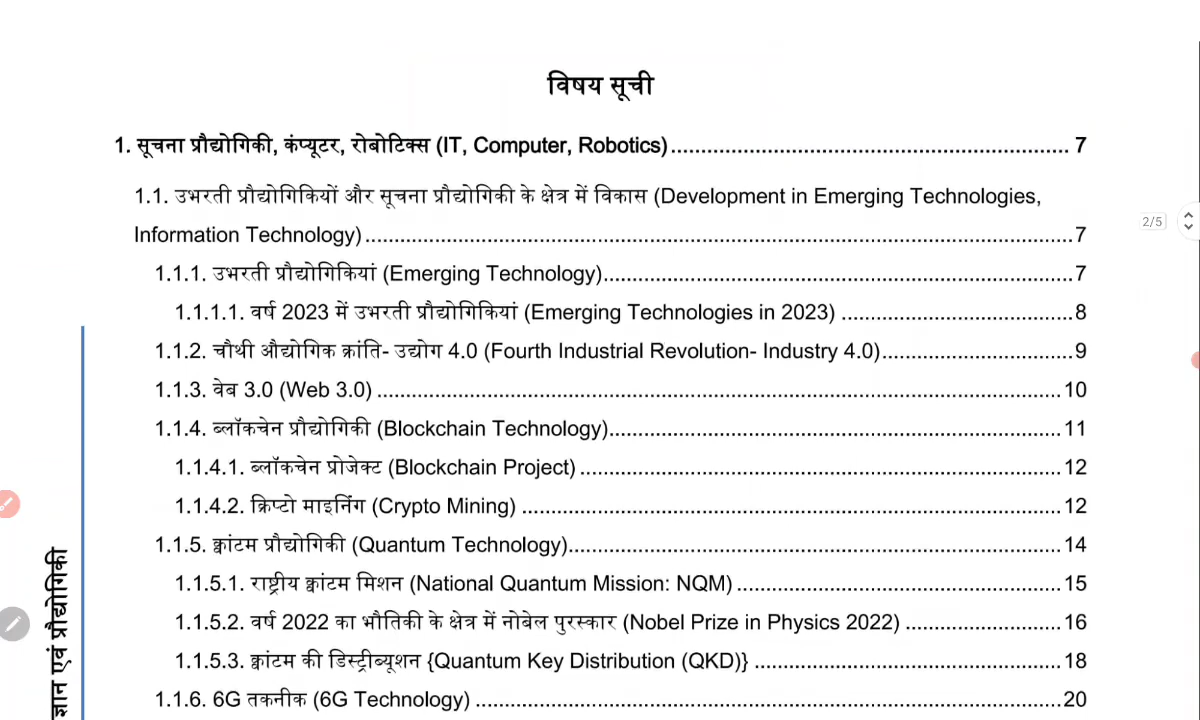 विषय सूची
1. सूचना प्रौद्योगिकी, कंप्यूटर, रोबोटिक्स (IT, Computer, Robotics) .................................................................... 7
1.1. उभरती प्रौद्योगिकियों और सूचना प्रौद्योगिकी के क्षेत्र में विकास (Development in Emerging Technologies,
Information Technology) ........................................................................................................................ 7
2/5
1.1.1. उभरती प्रौद्योगिकियां (Emerging Technology)............................................................................... 7
1.1.1.1. वर्ष 2023 में उभरती प्रौद्योगिकियां (Emerging Technologies in 2023) ....................................... 8
1.1.2. चौथी औद्योगिक क्रांति- उद्योग 4.0 (Fourth Industrial Revolution- Industry 4.0)................................ 9
1.1.3. वेब 3.0 (Web 3.0) .................................................................................................................... 10
1.1.4. ब्लॉकचेन प्रौद्योगिकी (Blockchain Technology)............................................................................ 11
1.1.4.1. ब्लॉकचेन प्रोजेक्ट (Blockchain Project) ................................................................................. 12
1.1.4.2. क्रिप्टो माइनिंग (Crypto Mining) ........................................................................................... 12
1.1.5. क्वांटम प्रौद्योगिकी (Quantum Technology)................................................................................... 14
1.1.5.1. राष्ट्रीय क्वांटम मिशन (National Quantum Mission: NQM) ...................................................... 15
1.1.5.2. वर्ष 2022 का भौतिकी के क्षेत्र में नोबेल पुरस्कार (Nobel Prize in Physics 2022) .......................... 16
1.1.5.3. क्वांटम की डिस्ट्रीब्यूशन {Quantum Key Distribution (QKD)} ................................................... 18
1.1.6. 6G तकनीक (6G Technology) ................................................................................................... 20
ज्ञान एवं प्रौद्योगिकी